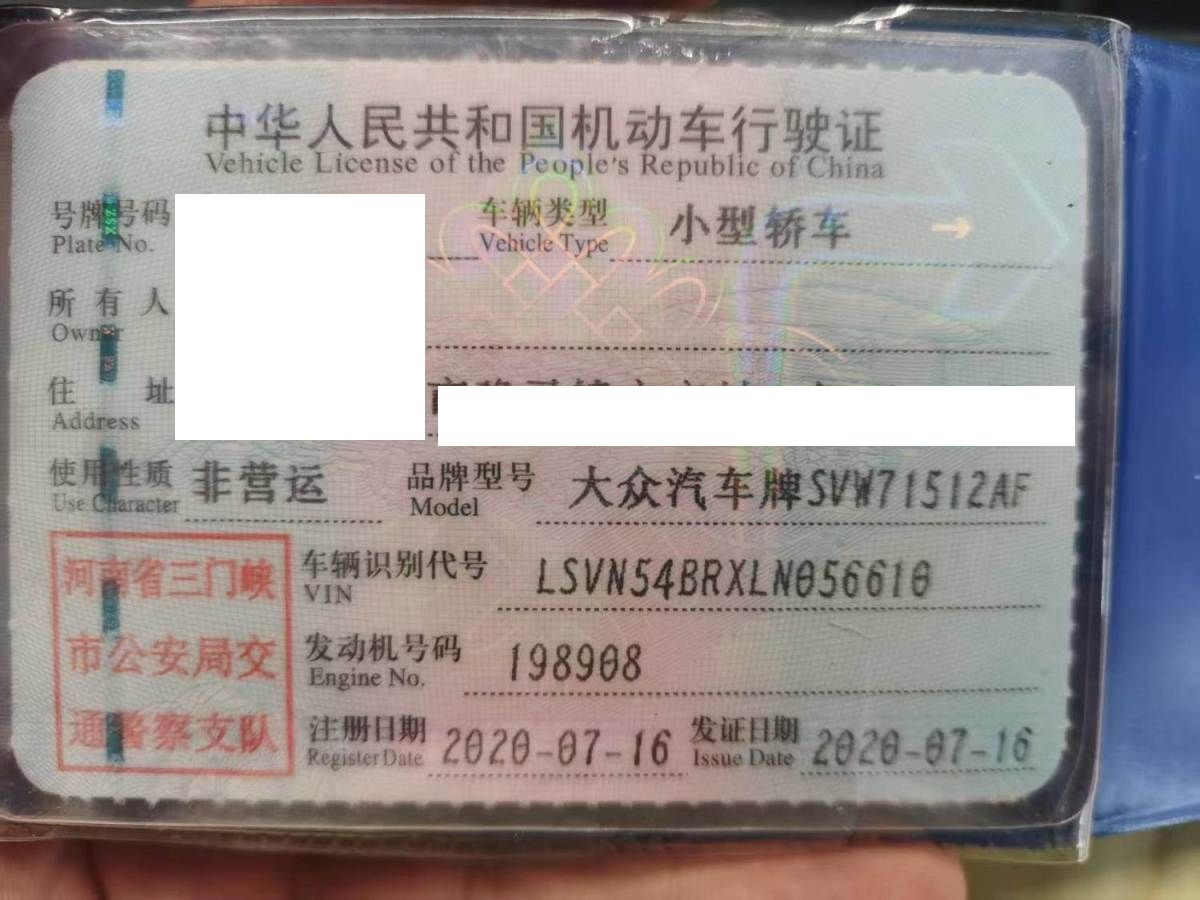 中华人民共和国机动车行驶证
Vehicle License of the People's Republic of China
号牌号码 车辆类型 小型轿车
Plate No. Vehicle Type
所有人
Owner
住址
Address
使用性质 非营运 品牌型号 大众汽车牌SVW71512AF
Use Character Model
河南省三门峡
市公安局交
通警察支队
车辆识别代号 LSVN54BRXLN056610
VIN
发动机号码 198908
Engine No.
注册日期 2020-07-16 发证日期 2020-07-16
Register Date Issue Date